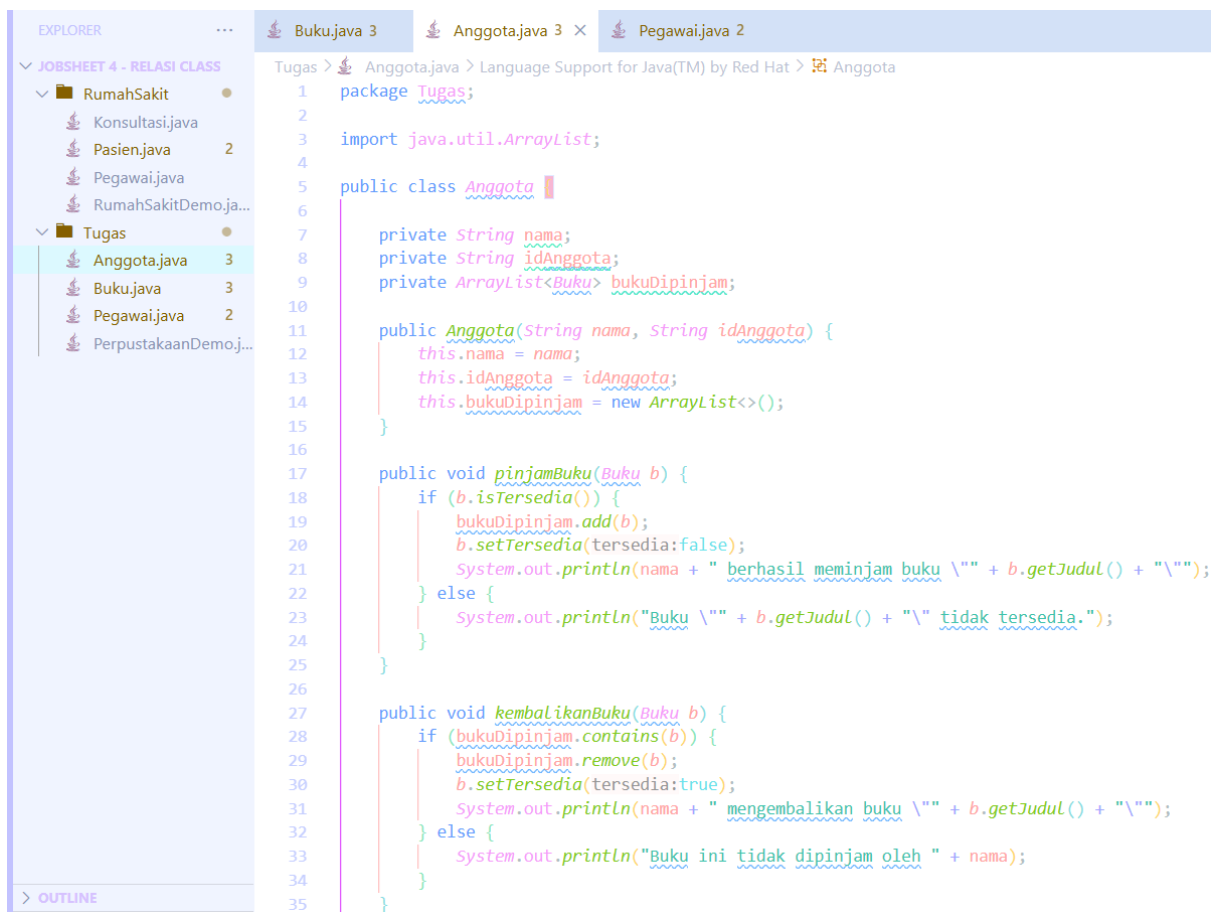 EXPLORER ...
JOBSHEET 4 - RELASI CLASS
RumahSakit
Konsultasi.java
Pasien.java 2
Pegawai.java
RumahSakitDemo.ja...
Tugas
Anggota.java 3
Buku.java 3
Pegawai.java 2
PerpustakaanDemo.j...
OUTLINE
Buku.java 3 Anggota.java 3 × Pegawai.java 2
Tugas > Anggota.java > Language Support for Java(TM) by Red Hat > Anggota
1 package Tugas;
2
3 import java.util.ArrayList;
4
5 public class Anggota {
6
7 private String nama;
8 private String idAnggota;
9 private ArrayList<Buku> bukuDipinjam;
10
11 public Anggota(String nama, String idAnggota) {
12 this.nama = nama;
13 this.idAnggota = idAnggota;
14 this.bukuDipinjam = new ArrayList<>();
15 }
16
17 public void pinjamBuku(Buku b) {
18 if (b.isTersedia()) {
19 bukuDipinjam.add(b);
20 b.setTersedia(tersedia:false);
21 System.out.println(nama + " berhasil meminjam buku \"" + b.getJudul() + "\"");
22 } else {
23 System.out.println("Buku \"" + b.getJudul() + "\" tidak tersedia.");
24 }
25 }
26
27 public void kembalikanBuku(Buku b) {
28 if (bukuDipinjam.contains(b)) {
29 bukuDipinjam.remove(b);
30 b.setTersedia(tersedia:true);
31 System.out.println(nama + " mengembalikan buku \"" + b.getJudul() + "\"");
32 } else {
33 System.out.println("Buku ini tidak dipinjam oleh " + nama);
34 }
35 }